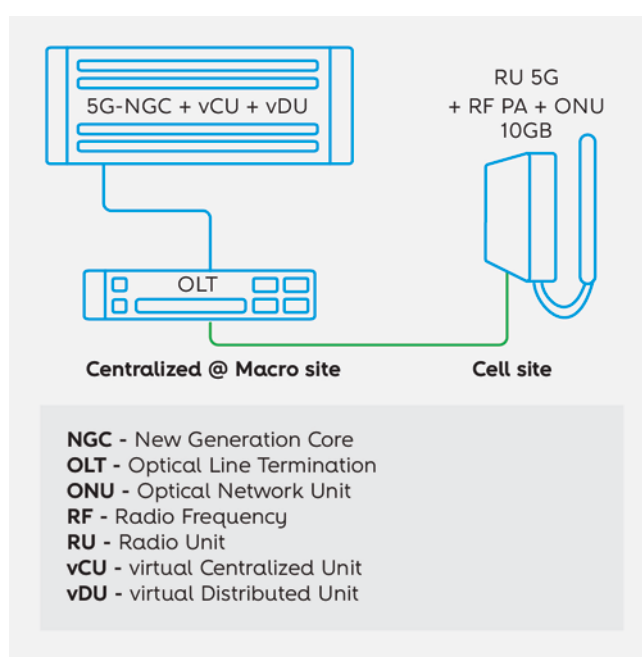 5G-NGC + vCU + vDU
RU 5G
+ RF PA + ONU
10GB
OLT
Centralized @ Macro site
Cell site
NGC - New Generation Core
OLT - Optical Line Termination
ONU - Optical Network Unit
RF - Radio Frequency
RU - Radio Unit
vCU - virtual Centralized Unit
vDU - virtual Distributed Unit